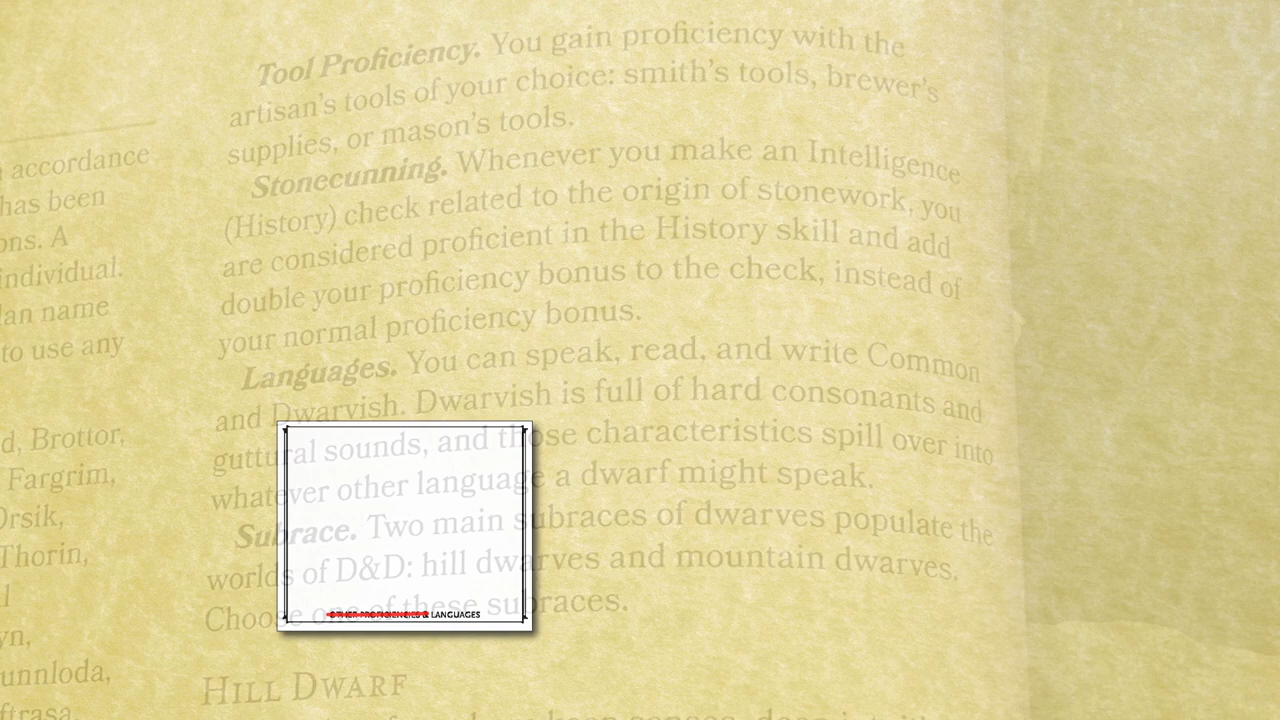 Tool Proficiency. You gain proficiency with the
artisan's tools of your choice: smith's tools, brewer's
supplies, or mason's tools.
Stonecunning. Whenever you make an Intelligence
(History) check related to the origin of stonework, you
are considered proficient in the History skill and add
double your proficiency bonus to the check, instead of
your normal proficiency bonus.
Languages. You can speak, read, and write Common
and Dwarvish. Dwarvish is full of hard consonants and
guttural sounds, and those characteristics spill over into
whatever other language a dwarf might speak.
Subrace. Two main subraces of dwarves populate the
worlds of D&D: hill dwarves and mountain dwarves.
Choose one of these subraces.
HILL DWARF
accordance
has been
ons. A
individual.
lan name
to use any
d, Brottor,
Fargrim,
Orsik,
Thorin,
l
yn,
unnloda,
ftrasa,
OTHER PROFICIENCIES & LANGUAGES